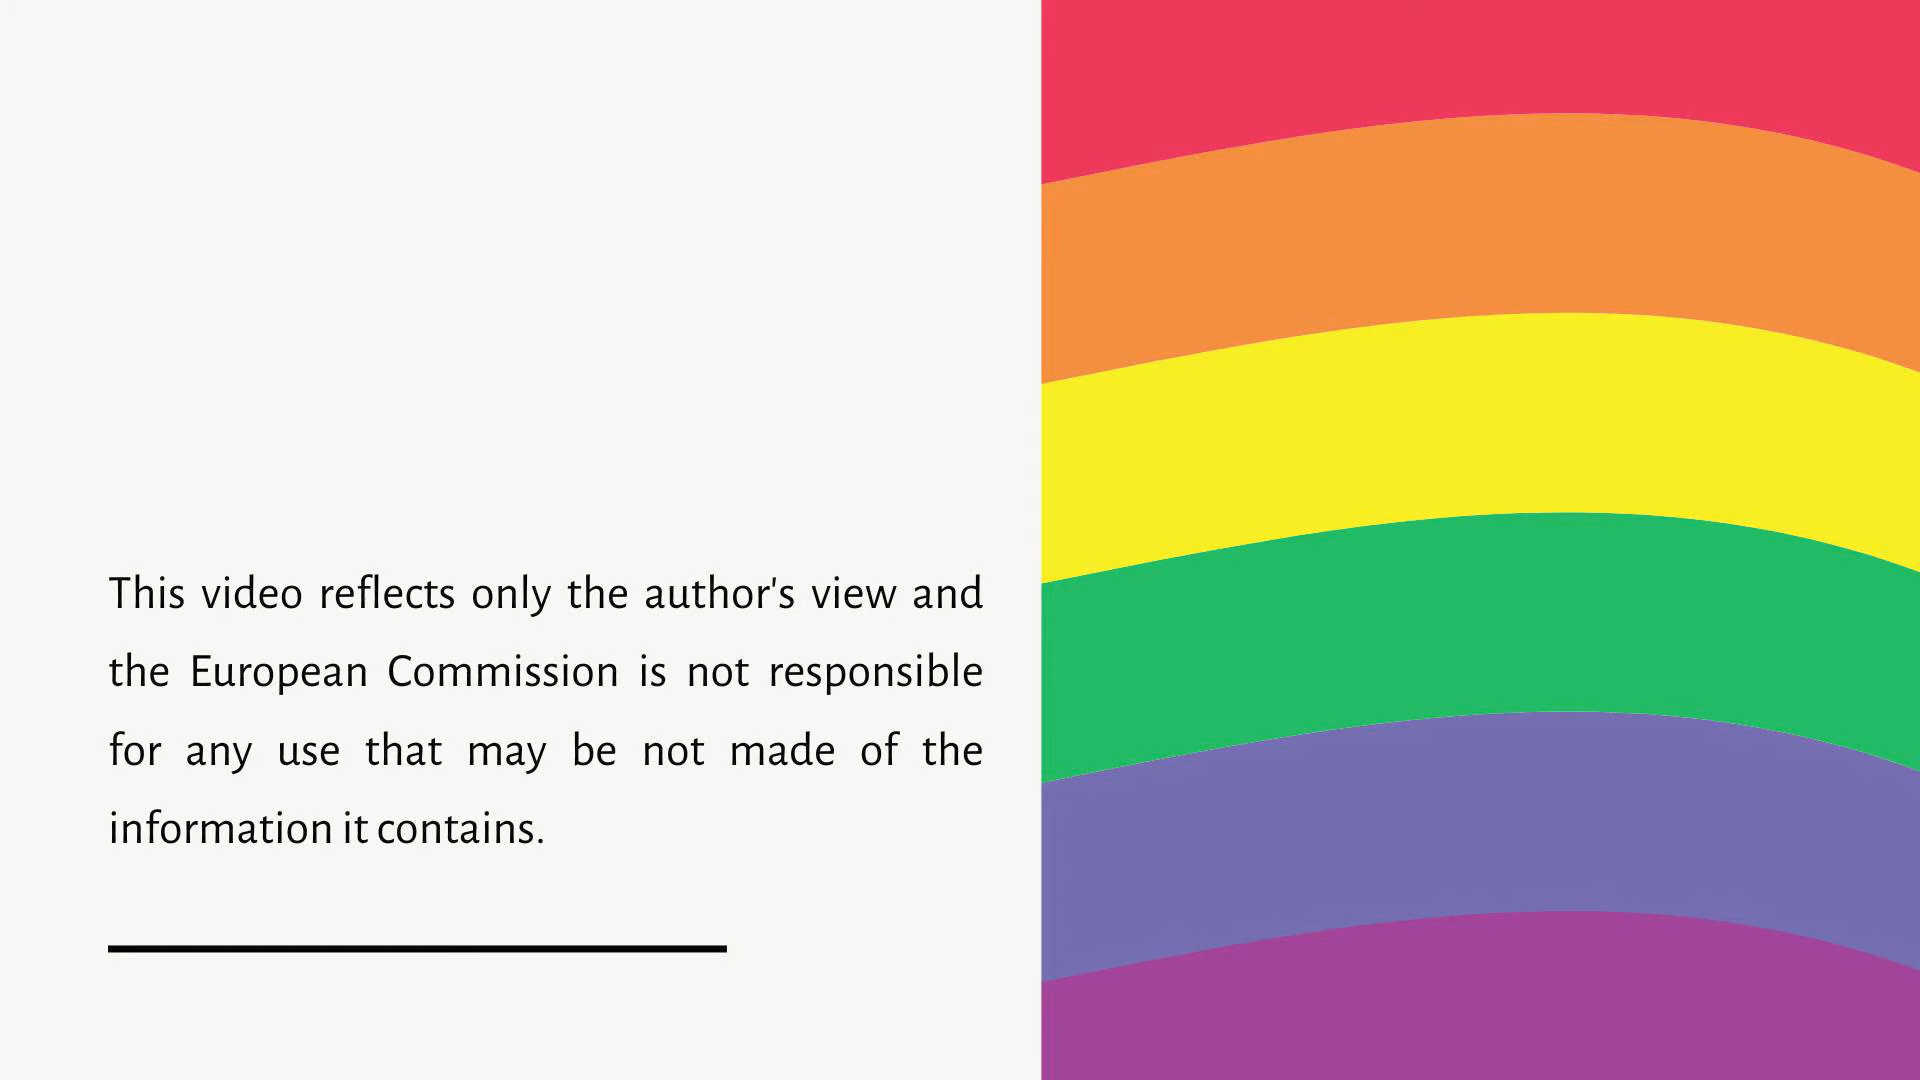 This video reflects only the author's view and
the European Commission is not responsible
for any use that may be not made of the
information it contains.